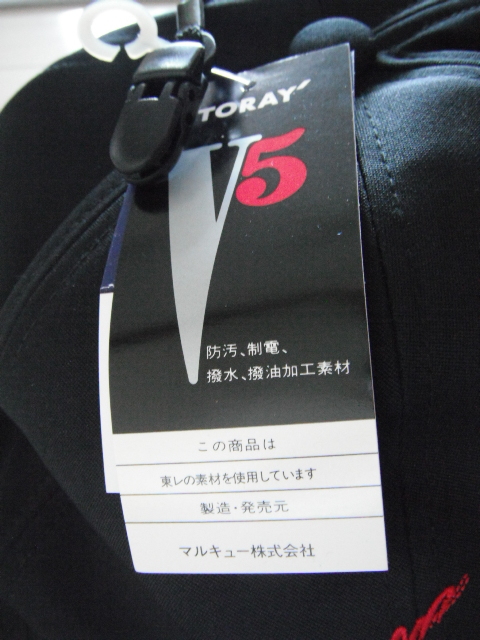 TORAY
V5
防汚、制電、
撥水、撥油加工素材
この商品は
東レの素材を使用しています
製造・発売元
マルキュー株式会社